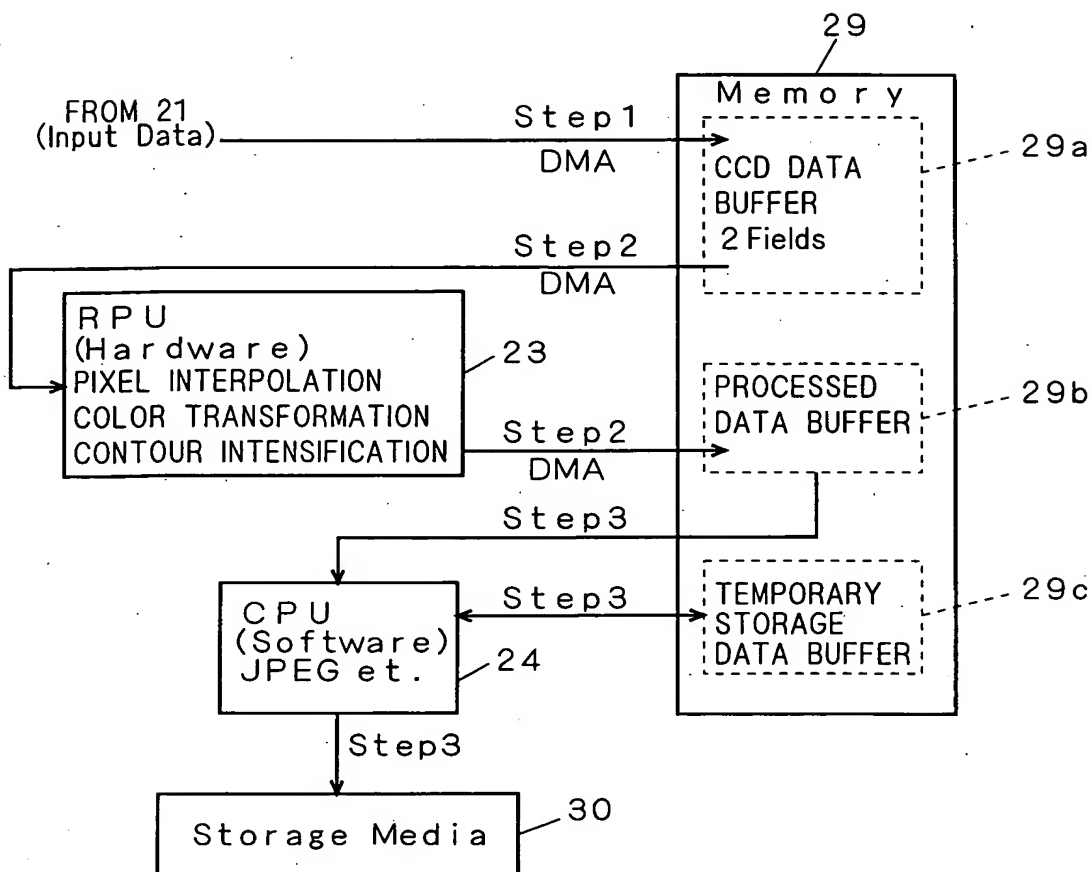 29
Memory
FROM 21
(Input Data)
Step1
DMA
CCD DATA
BUFFER
2 Fields
29a
Step2
DMA
RPU
(Hardware)
PIXEL INTERPOLATION
COLOR TRANSFORMATION
CONTOUR INTENSIFICATION
23
Step2
DMA
PROCESSED
DATA BUFFER
29b
Step3
CPU
(Software)
JPEG et.
24
Step3
TEMPORARY
STORAGE
DATA BUFFER
29c
Step3
Storage Media
30